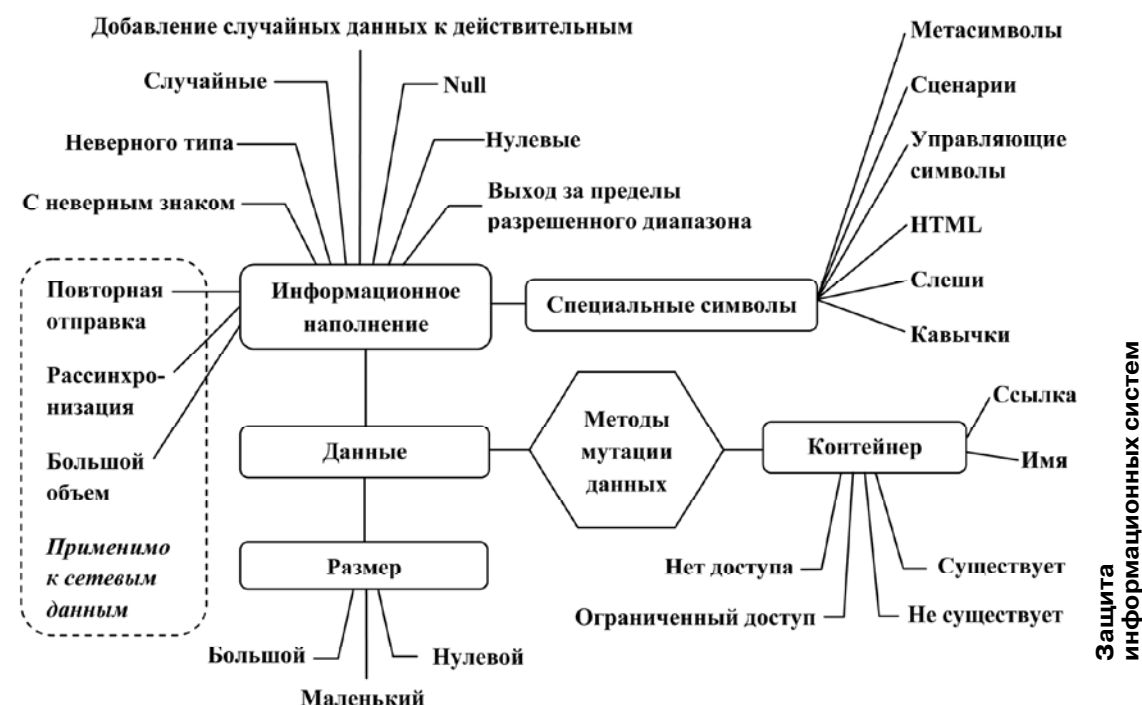 Добавление случайных данных к действительным
Случайные
Null
Неверного типа
Нулевые
С неверным знаком
Выход за пределы
разрешенного диапазона
Метасимволы
Сценарии
Управляющие
символы
HTML
Слеши
Кавычки
Повторная
отправка
Рассинхро-
низация
Большой
объем
Применимо
к сетевым
данным
Информационное
наполнение
Специальные символы
Данные
Методы
мутации
данных
Контейнер
Ссылка
Имя
Размер
Нет доступа
Существует
Ограниченный доступ
Не существует
Большой
Нулевой
Маленький
Защита
информационных систем